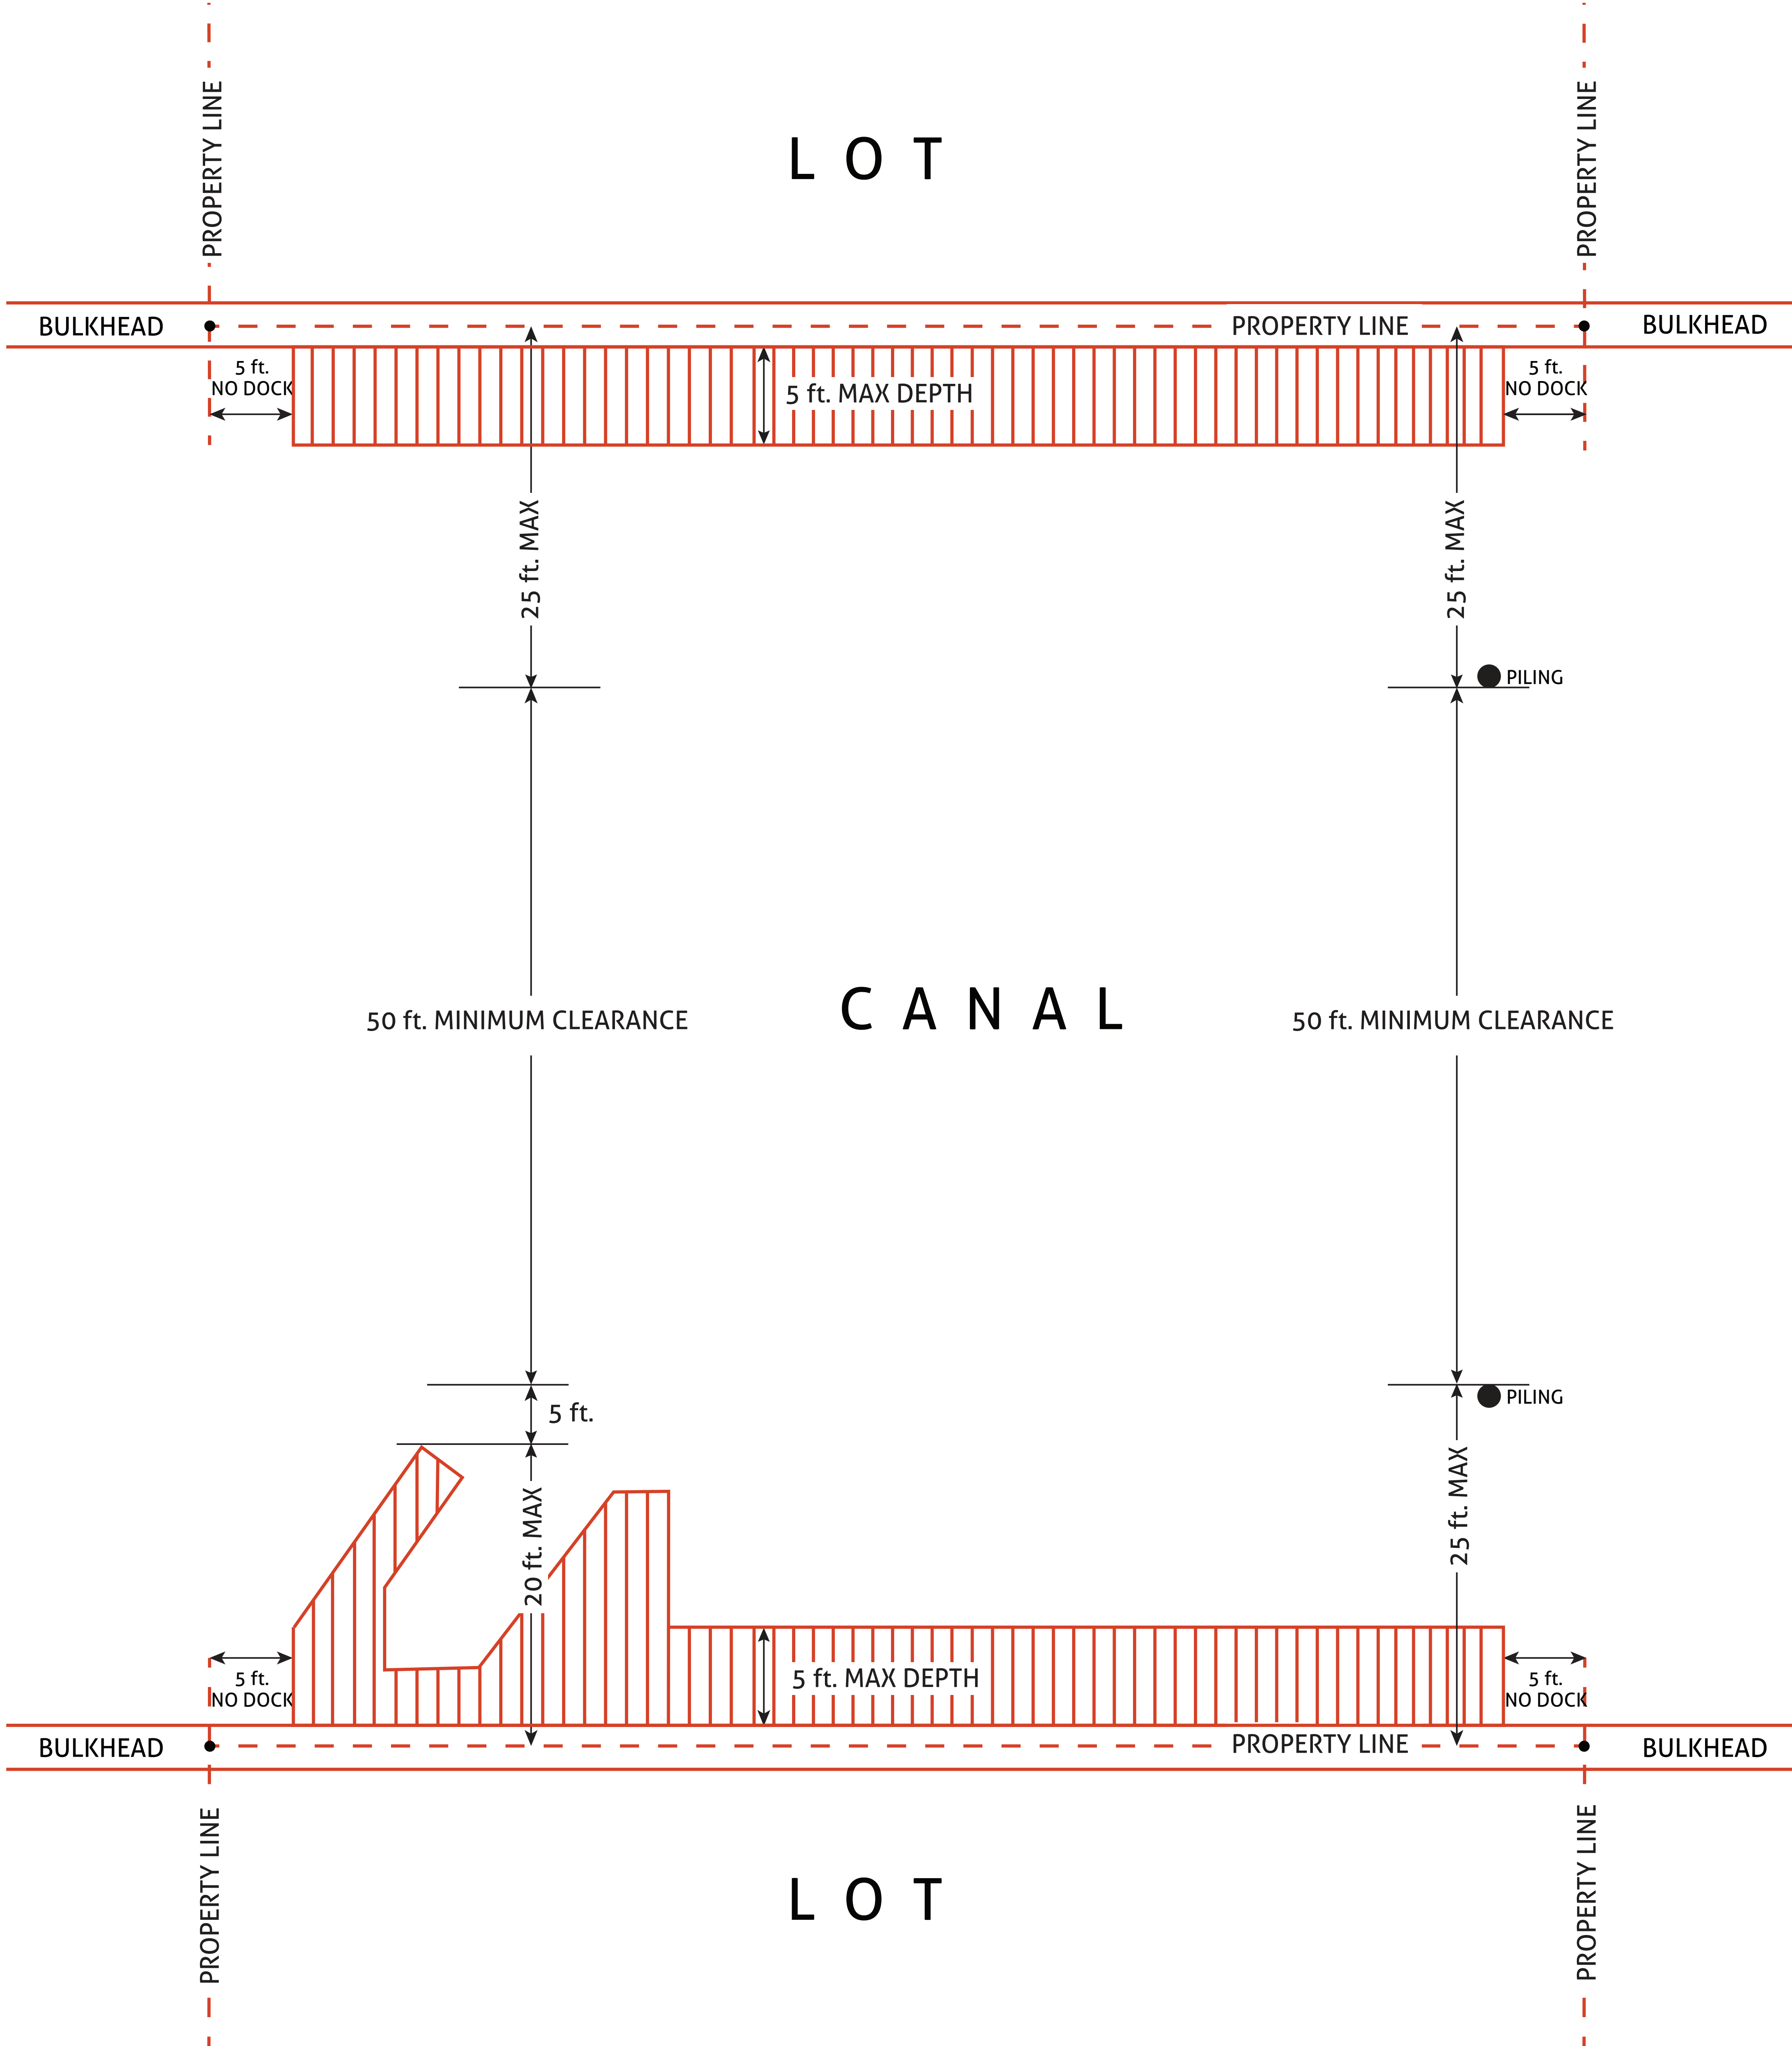 PROPERTY LINE
PROPERTY LINE
LOT
BULKHEAD
PROPERTY LINE
BULKHEAD
5 ft.
NO DOCK
5 ft. MAX DEPTH
5 ft.
NO DOCK
25 ft. MAX
25 ft. MAX
PILING
50 ft. MINIMUM CLEARANCE
CANAL
50 ft. MINIMUM CLEARANCE
PILING
5 ft.
20 ft. MAX
25 ft. MAX
5 ft.
NO DOCK
5 ft. MAX DEPTH
5 ft.
NO DOCK
BULKHEAD
PROPERTY LINE
BULKHEAD
PROPERTY LINE
PROPERTY LINE
LOT